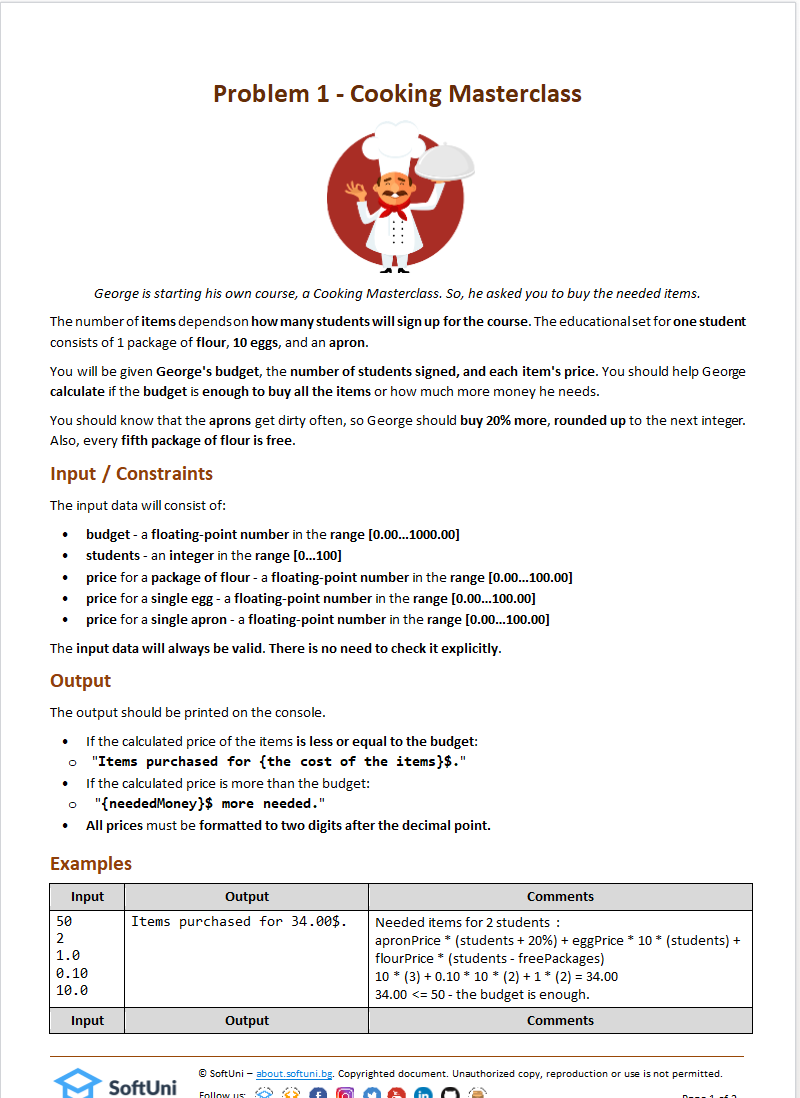 Problem 1 - Cooking Masterclass
George is starting his own course, a Cooking Masterclass. So, he asked you to buy the needed items.
The number of items depends on how many students will sign up for the course. The educational set for one student
consists of 1 package of flour, 10 eggs, and an apron.
You will be given George's budget, the number of students signed, and each item's price. You should help George
calculate if the budget is enough to buy all the items or how much more money he needs.
You should know that the aprons get dirty often, so George should buy 20% more, rounded up to the next integer.
Also, every fifth package of flour is free.
Input / Constraints
The input data will consist of:
• budget - a floating-point number in the range [0.00…1000.00]
• students - an integer in the range [0…100]
• price for a package of flour - a floating-point number in the range [0.00…100.00]
• price for a single egg - a floating-point number in the range [0.00…100.00]
• price for a single apron - a floating-point number in the range [0.00…100.00]
The input data will always be valid. There is no need to check it explicitly.
Output
The output should be printed on the console.
• If the calculated price of the items is less or equal to the budget:
o "Items purchased for {the cost of the items}$."
• If the calculated price is more than the budget:
o "{neededMoney}$ more needed."
• All prices must be formatted to two digits after the decimal point.
Examples
Input Output Comments
50
2
1.0
0.10
10.0
Items purchased for 34.00$.
Needed items for 2 students :
apronPrice * (students + 20%) + eggPrice * 10 * (students) +
flourPrice * (students - freePackages)
10 * (3) + 0.10 * 10 * (2) + 1 * (2) = 34.00
34.00 <= 50 - the budget is enough.
Input Output Comments
SoftUni
© SoftUni – about.softuni.bg. Copyrighted document. Unauthorized copy, reproduction or use is not permitted.
Follow us:
Page 1 of 2